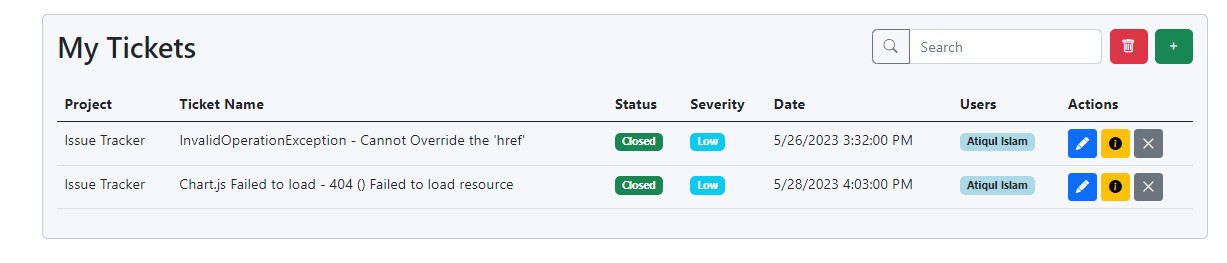 My Tickets
Search
+
Project Ticket Name Status Severity Date Users Actions
Issue Tracker InvalidOperationException - Cannot Override the 'href' Closed Low 5/26/2023 3:32:00 PM Atiqul Islam
Issue Tracker Chart.js Failed to load - 404 () Failed to load resource Closed Low 5/28/2023 4:03:00 PM Atiqul Islam